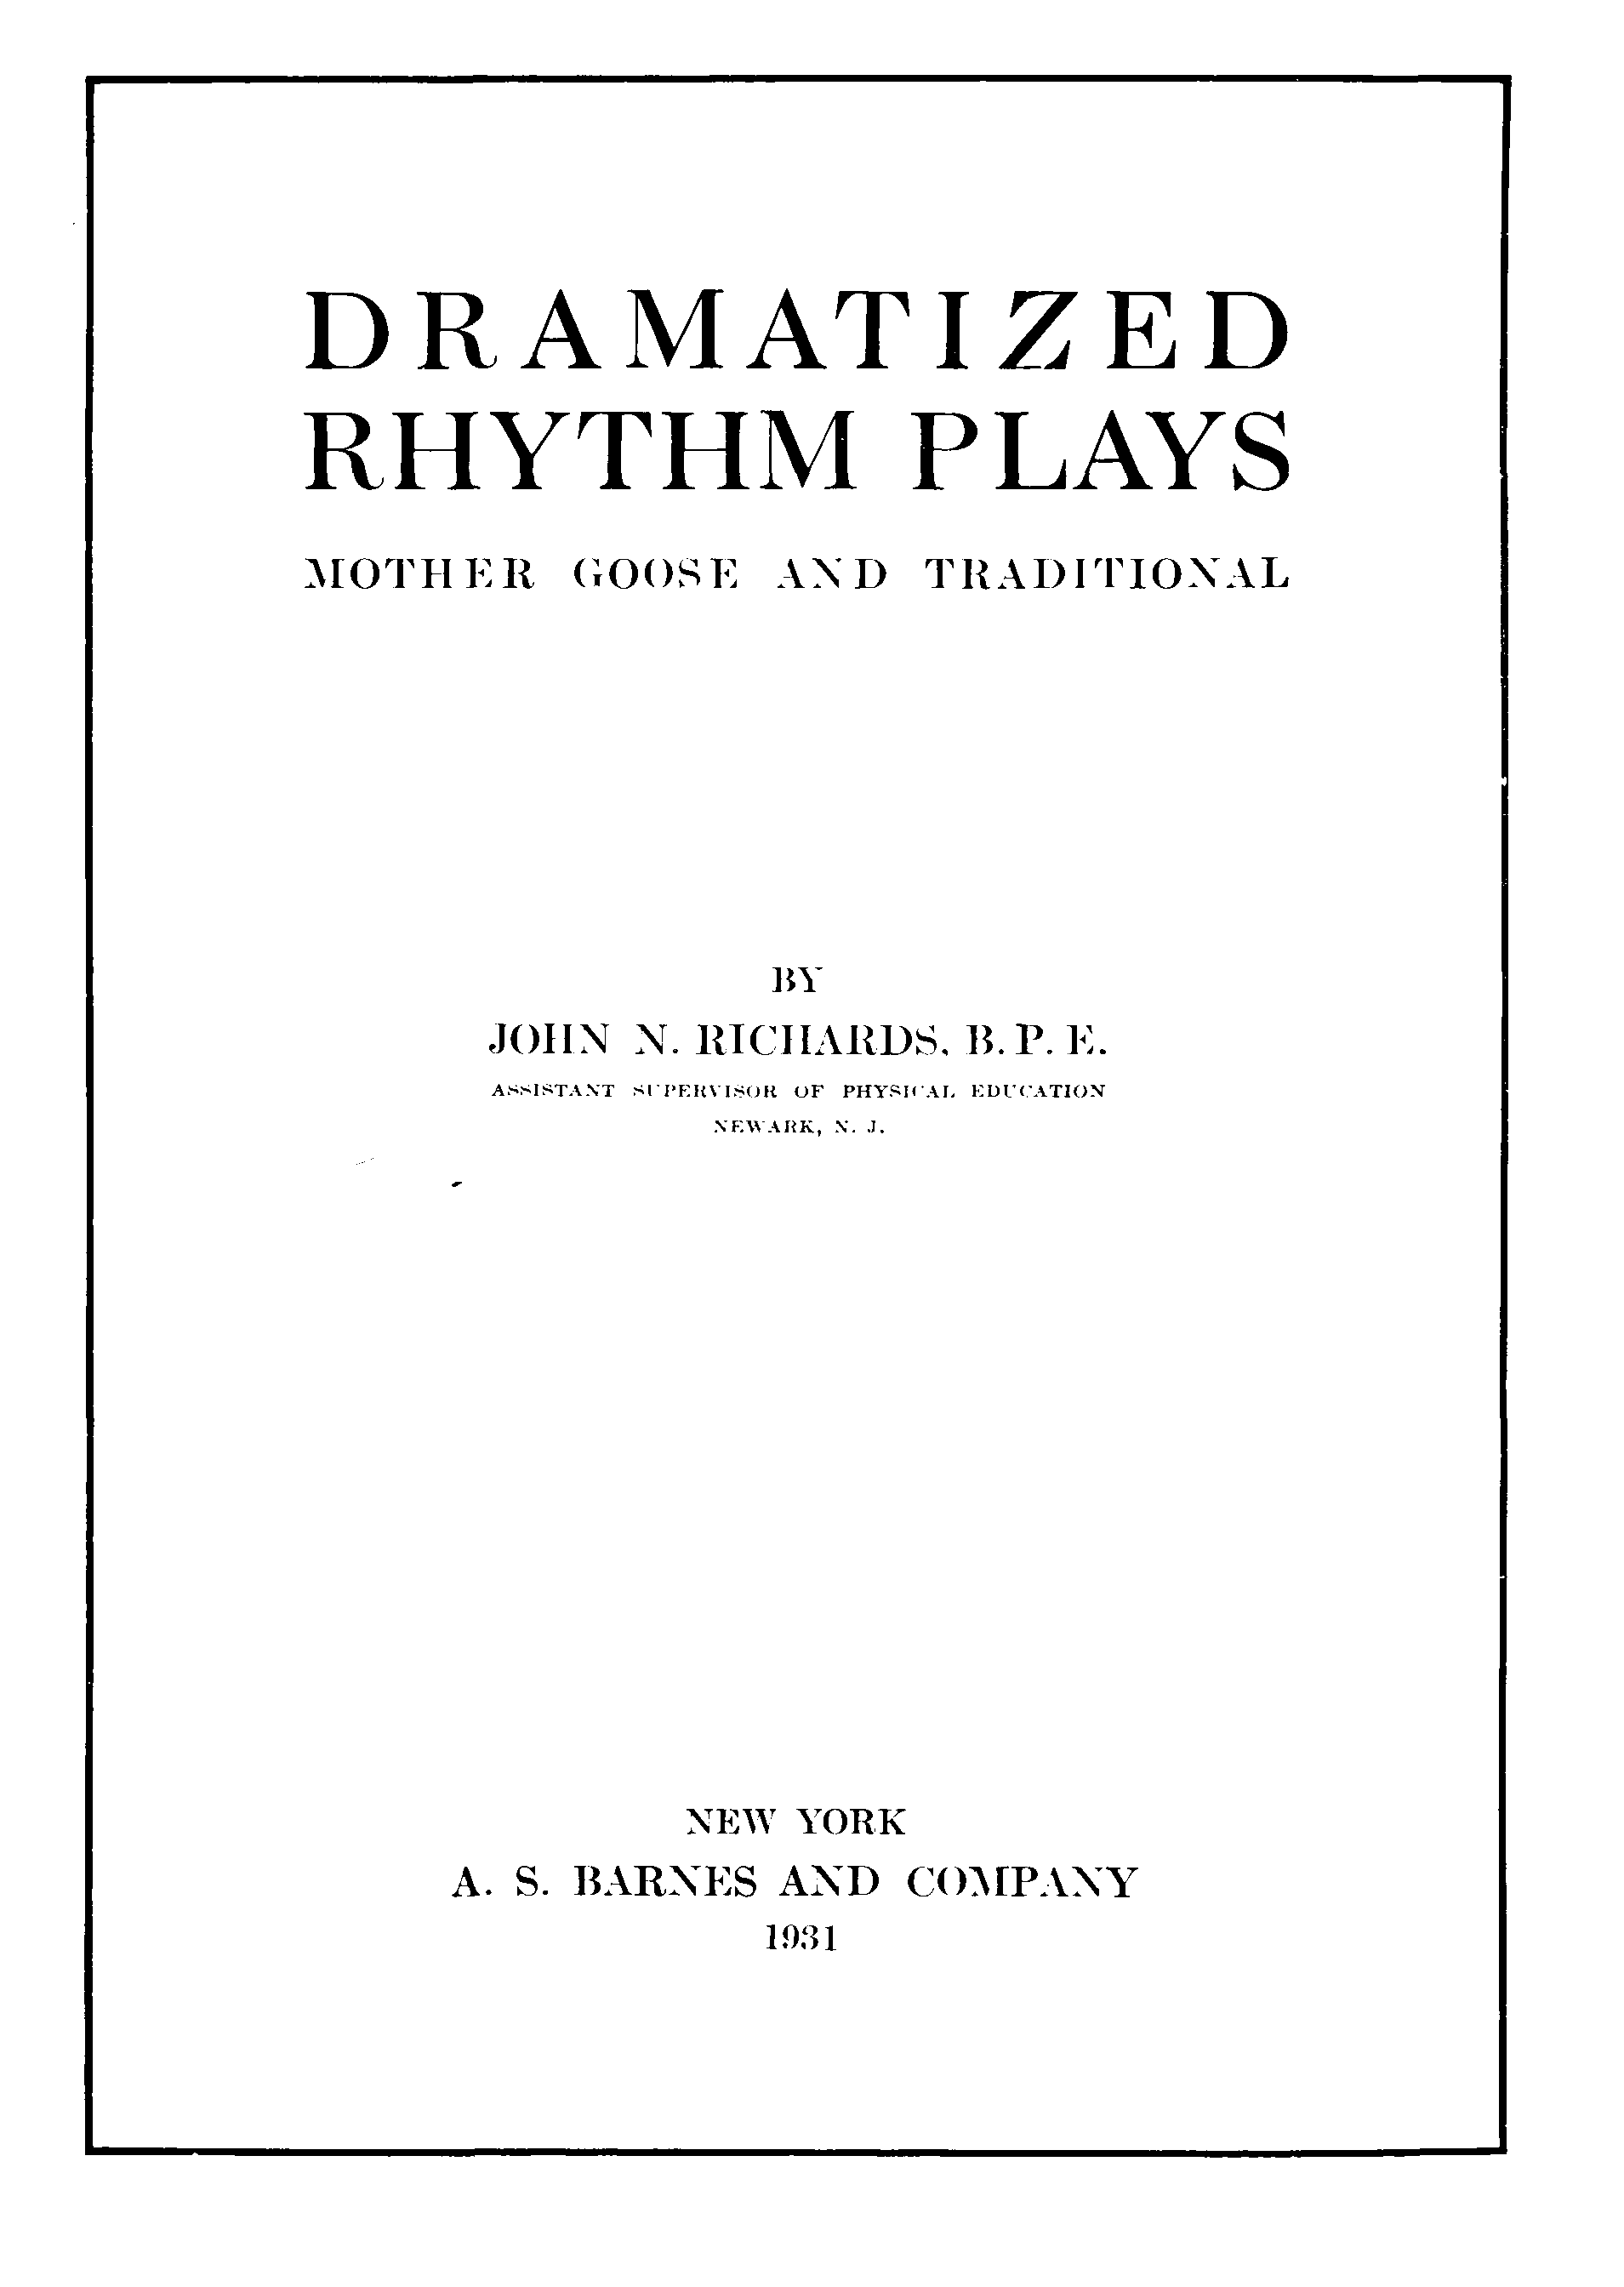 DRAMATIZED
RHYTHM PLAYS
MOTHER GOOSE AND TRADITIONAL
BY
JOHN N. RICHARDS, B. P. E.
ASSISTANT SUPERVISOR OF PHYSICAL EDUCATION
NEWARK, N. J.
NEW YORK
A. S. BARNES AND COMPANY
1931